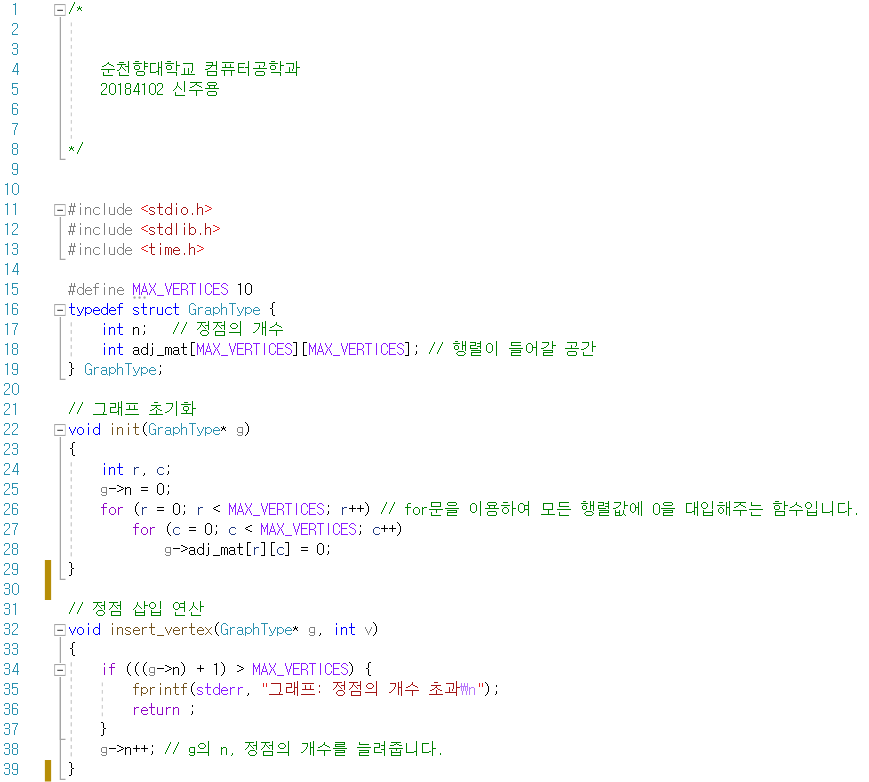 1 /*
2
3
4 순천향대학교 컴퓨터공학과
5 20184102 신주용
6
7
8 */
9
10
11 #include <stdio.h>
12 #include <stdlib.h>
13 #include <time.h>
14
15 #define MAX_VERTICES 10
16 typedef struct GraphType {
17 int n; // 정점의 개수
18 int adj_mat[MAX_VERTICES][MAX_VERTICES]; // 행렬이 들어갈 공간
19 } GraphType;
20
21 // 그래프 초기화
22 void init(GraphType* g)
23 {
24 int r, c;
25 g->n = 0;
26 for (r = 0; r < MAX_VERTICES; r++) // for문을 이용하여 모든 행렬값에 0을 대입해주는 함수입니다.
27 for (c = 0; c < MAX_VERTICES; c++)
28 g->adj_mat[r][c] = 0;
29 }
30
31 // 정점 삽입 연산
32 void insert_vertex(GraphType* g, int v)
33 {
34 if (((g->n) + 1) > MAX_VERTICES) {
35 fprintf(stderr, "그래프: 정점의 개수 초과₩n");
36 return ;
37 }
38 g->n++; // g의 n, 정점의 개수를 늘려줍니다.
39 }